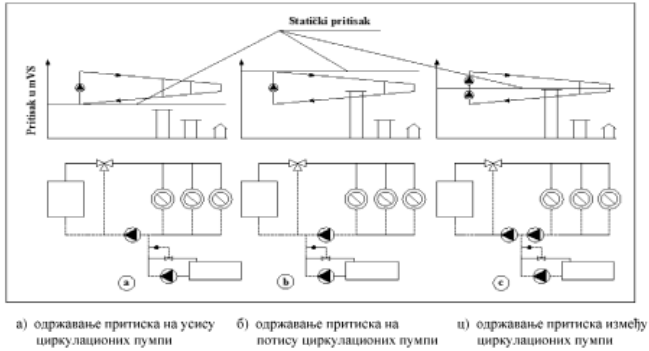 Statički pritisak
Pritisak u mVS
a
b
c
а) одржавање притиска на усису
циркулационих пумпи
б) одржавање притиска на
потису циркулационих пумпи
ц) одржавање притиска између
циркулационих пумпи